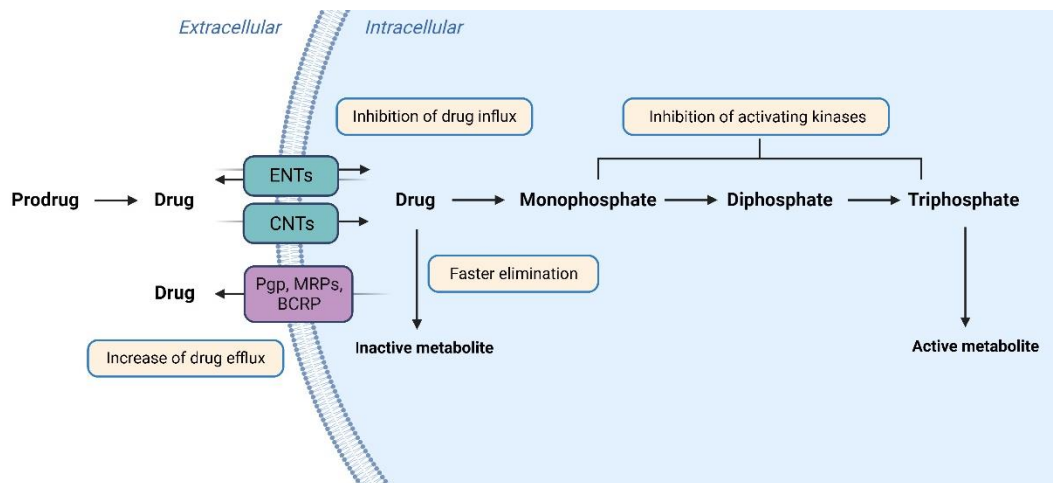 Extracellular
Intracellular
Inhibition of drug influx
Inhibition of activating kinases
ENTs
Prodrug
Drug
Drug
Monophosphate
Diphosphate
Triphosphate
CNTs
Faster elimination
Drug
Pgp, MRPs,
BCRP
Increase of drug efflux
Inactive metabolite
Active metabolite